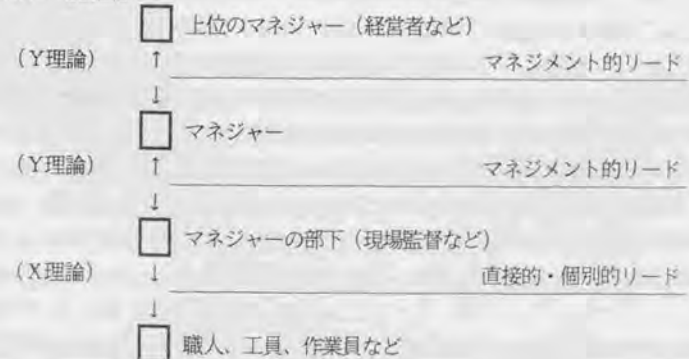 上位のマネジャー（経営者など）
（Y理論） ↑ マネジメント的リード
↓
マネジャー
（Y理論） ↑ マネジメント的リード
↓
マネジャーの部下（現場監督など）
（X理論） ↓ 直接的・個別的リード
↓
職人、工員、作業員など